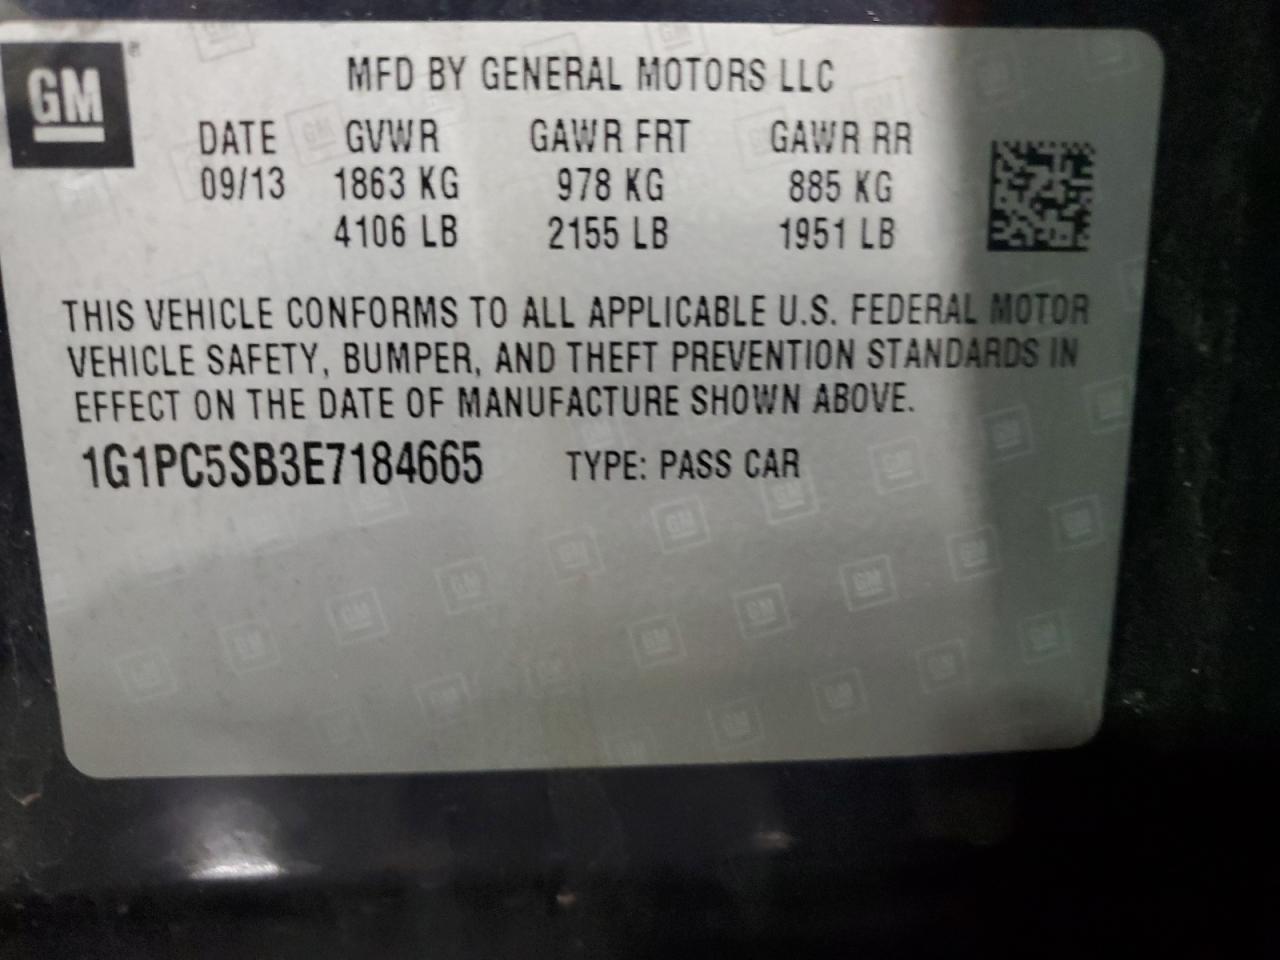 GM
MFD BY GENERAL MOTORS LLC
DATE GVWR GAWR FRT GAWR RR
09/13 1863 KG 978 KG 885 KG
4106 LB 2155 LB 1951 LB
THIS VEHICLE CONFORMS TO ALL APPLICABLE U.S. FEDERAL MOTOR
VEHICLE SAFETY, BUMPER, AND THEFT PREVENTION STANDARDS IN
EFFECT ON THE DATE OF MANUFACTURE SHOWN ABOVE.
1G1PC5SB3E7184665 TYPE: PASS CAR